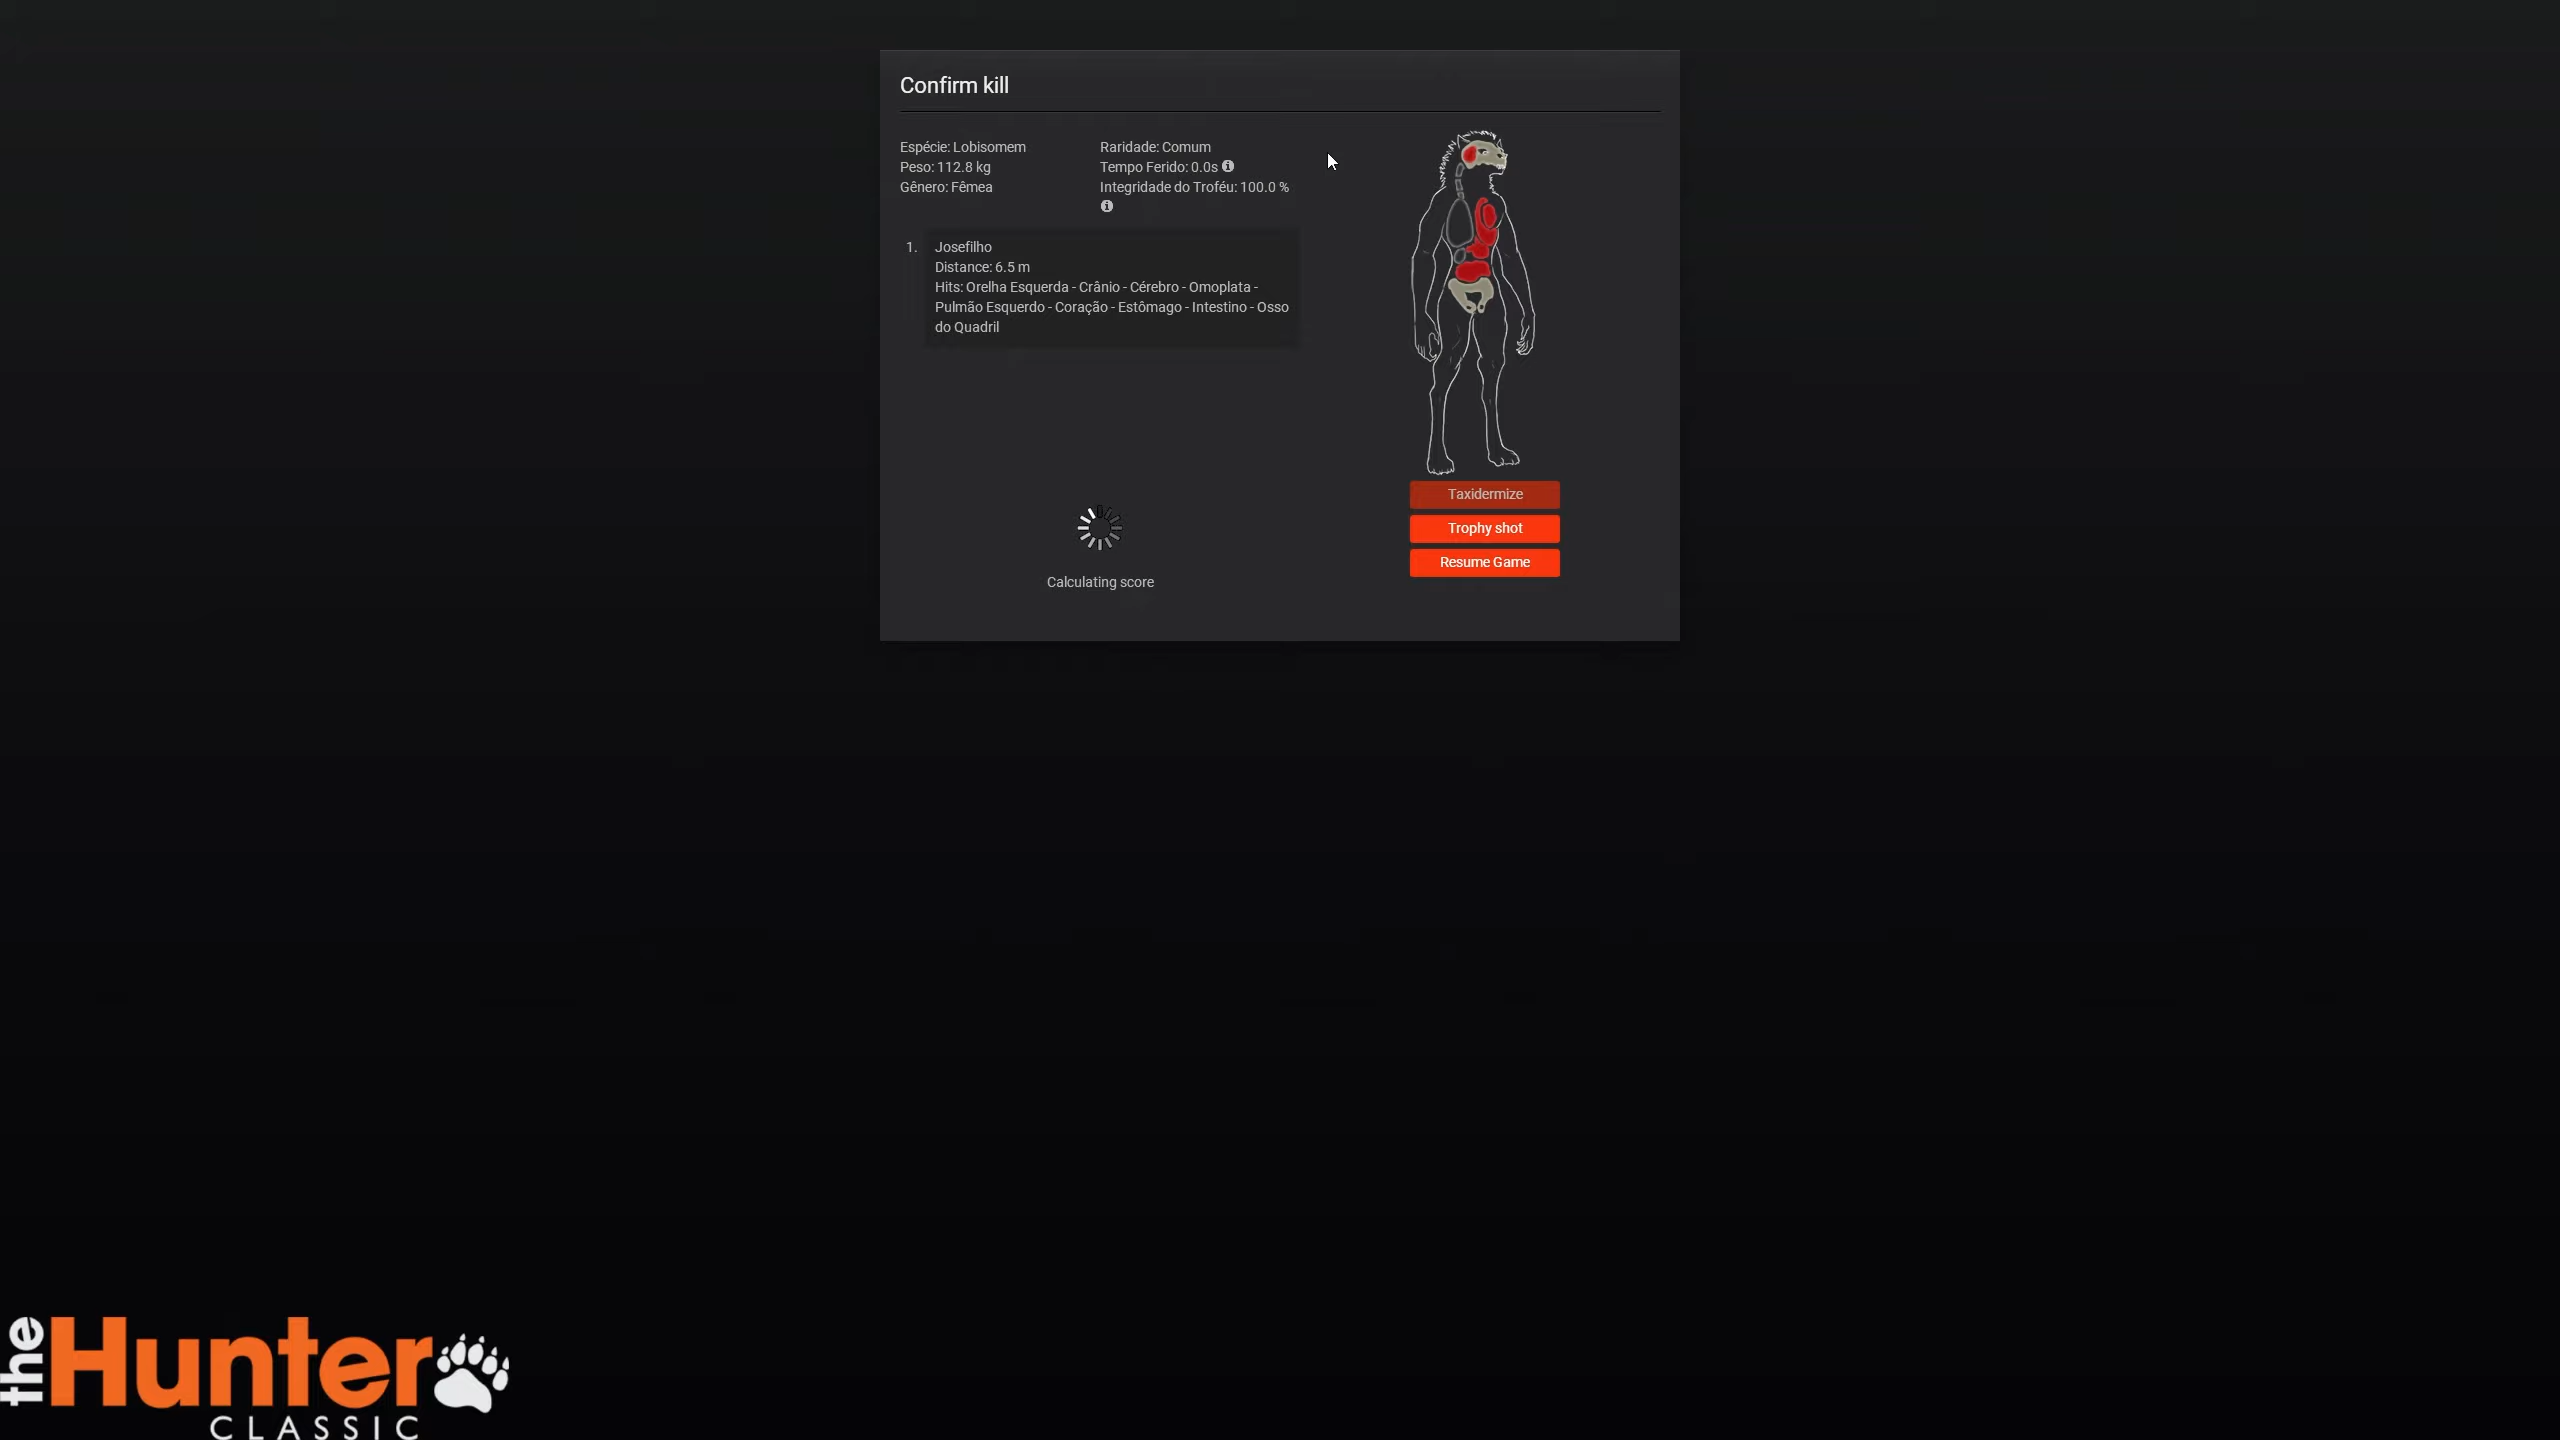 Confirm kill
Espécie: Lobisomem
Peso: 112.8 kg
Gênero: Fêmea
Raridade: Comum
Tempo Ferido: 0.0s
Integridade do Troféu: 100.0 %
1. Josefilho
Distance: 6.5 m
Hits: Orelha Esquerda - Crânio - Cérebro - Omoplata -
Pulmão Esquerdo - Coração - Estômago - Intestino - Osso
do Quadril
Calculating score
Taxidermize
Trophy shot
Resume Game
the Hunter
CLASSIC